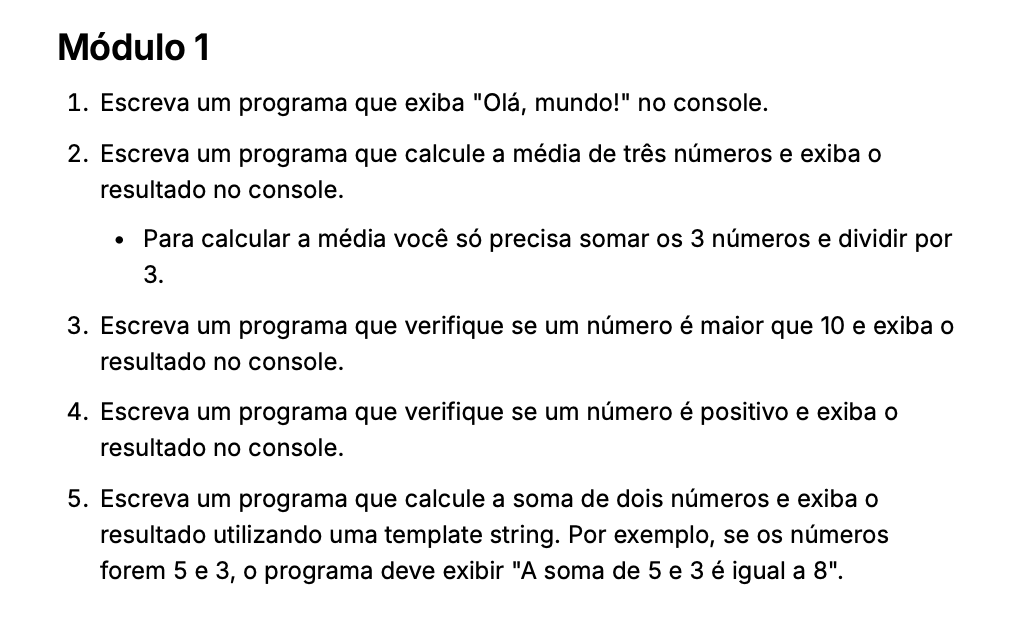 Módulo 1
1. Escreva um programa que exiba "Olá, mundo!" no console.
2. Escreva um programa que calcule a média de três números e exiba o
resultado no console.
• Para calcular a média você só precisa somar os 3 números e dividir por
3.
3. Escreva um programa que verifique se um número é maior que 10 e exiba o
resultado no console.
4. Escreva um programa que verifique se um número é positivo e exiba o
resultado no console.
5. Escreva um programa que calcule a soma de dois números e exiba o
resultado utilizando uma template string. Por exemplo, se os números
forem 5 e 3, o programa deve exibir "A soma de 5 e 3 é igual a 8".